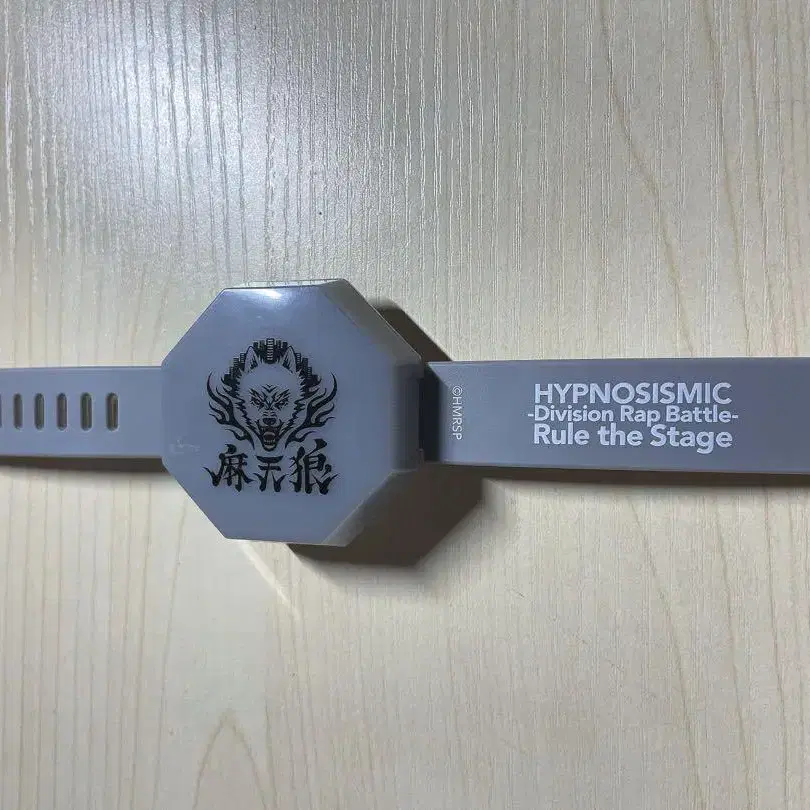 麻天狼
©HMRSP
HYPNOSISMIC
-Division Rap Battle-
Rule the Stage